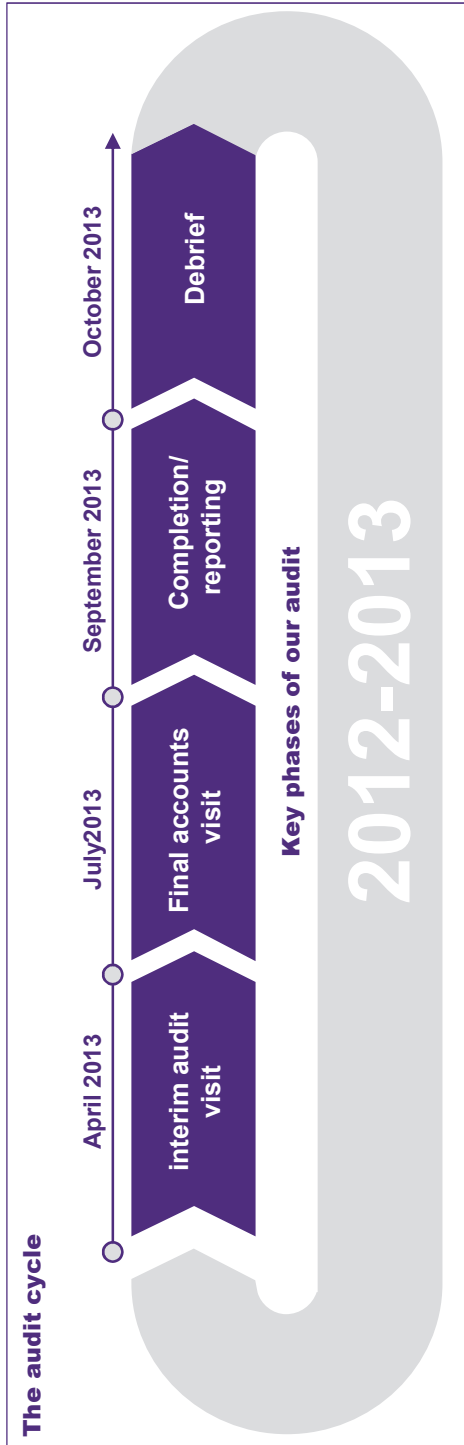 The audit cycle
April 2013
July2013
September 2013
October 2013
interim audit
visit
Final accounts
visit
Completion/
reporting
Debrief
Key phases of our audit
2012-2013